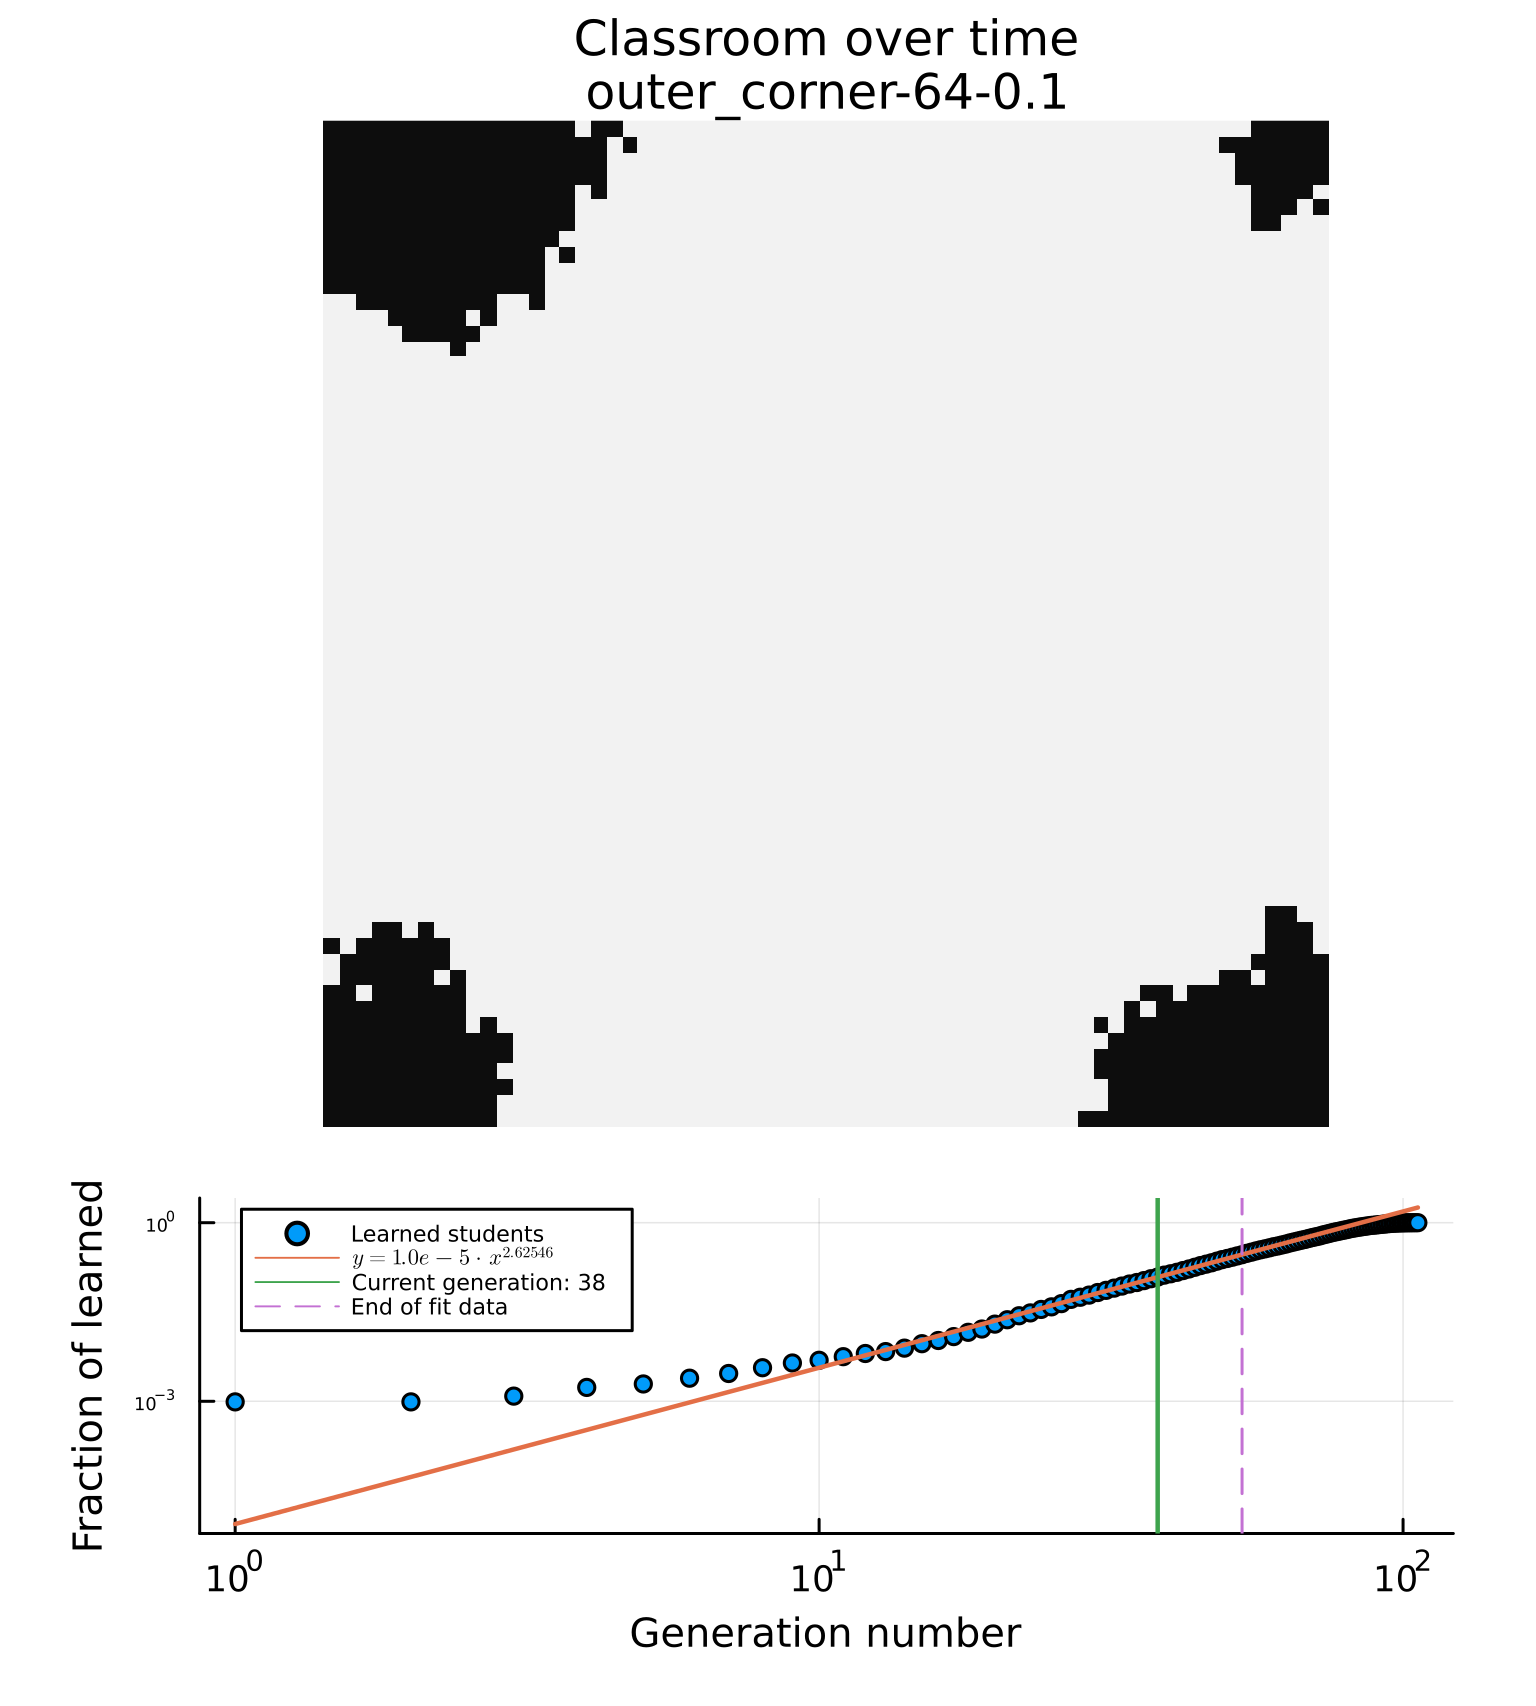 Classroom over time
outer_corner-64-0.1
Fraction of learned
10^0
10^−3
Learned students
y = 1.0e − 5 · x^2.62546
Current generation: 38
End of fit data
10^0
10^1
10^2
Generation number